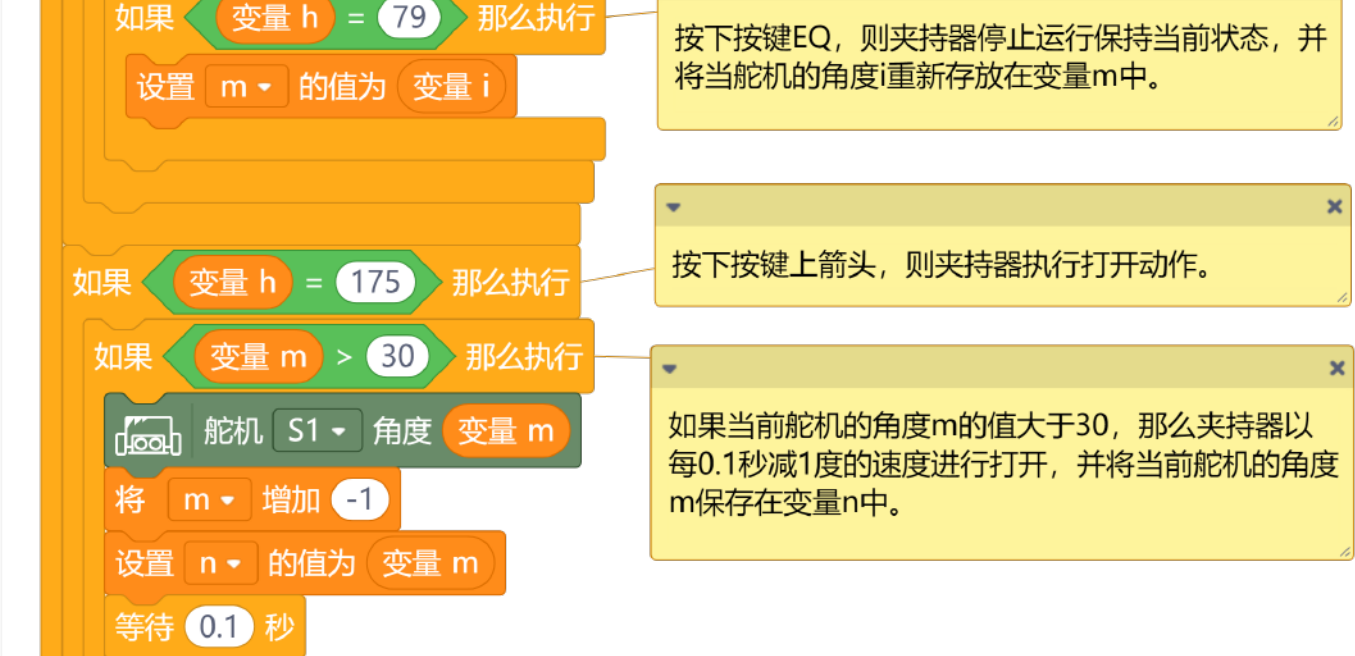 如果 变量 h = 79 那么执行
设置 m 的值为 变量 i
按下按键EQ，则夹持器停止运行保持当前状态，并
将当舵机的角度i重新存放在变量m中。
如果 变量 h = 175 那么执行
按下按键上箭头，则夹持器执行打开动作。
如果 变量 m > 30 那么执行
舵机 S1 角度 变量 m
将 m 增加 -1
设置 n 的值为 变量 m
等待 0.1 秒
如果当前舵机的角度m的值大于30，那么夹持器以
每0.1秒减1度的速度进行打开，并将当前舵机的角度
m保存在变量n中。